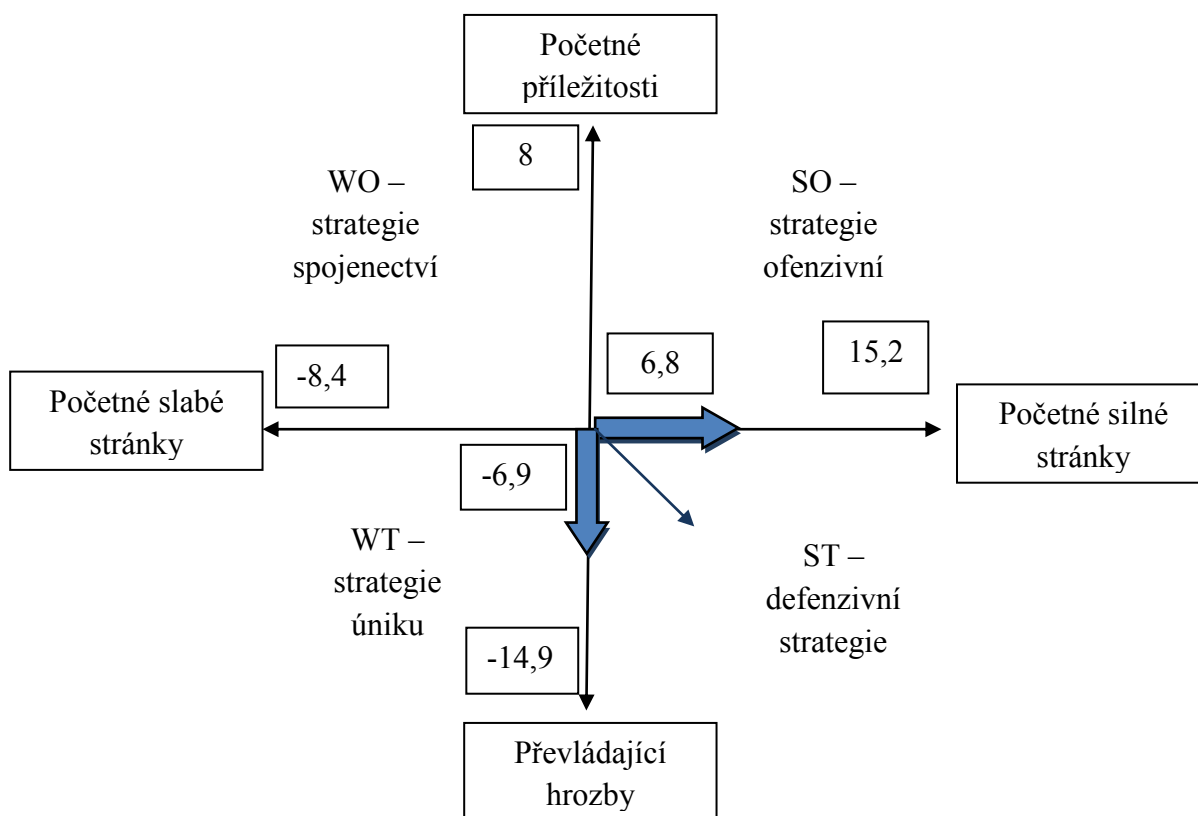 Početné
příležitosti
8
WO –
strategie
spojenectví
SO –
strategie
ofenzivní
-8,4
6,8
15,2
Početné slabé
stránky
Početné silné
stránky
-6,9
WT –
strategie
úniku
ST –
defenzivní
strategie
-14,9
Převládající
hrozby